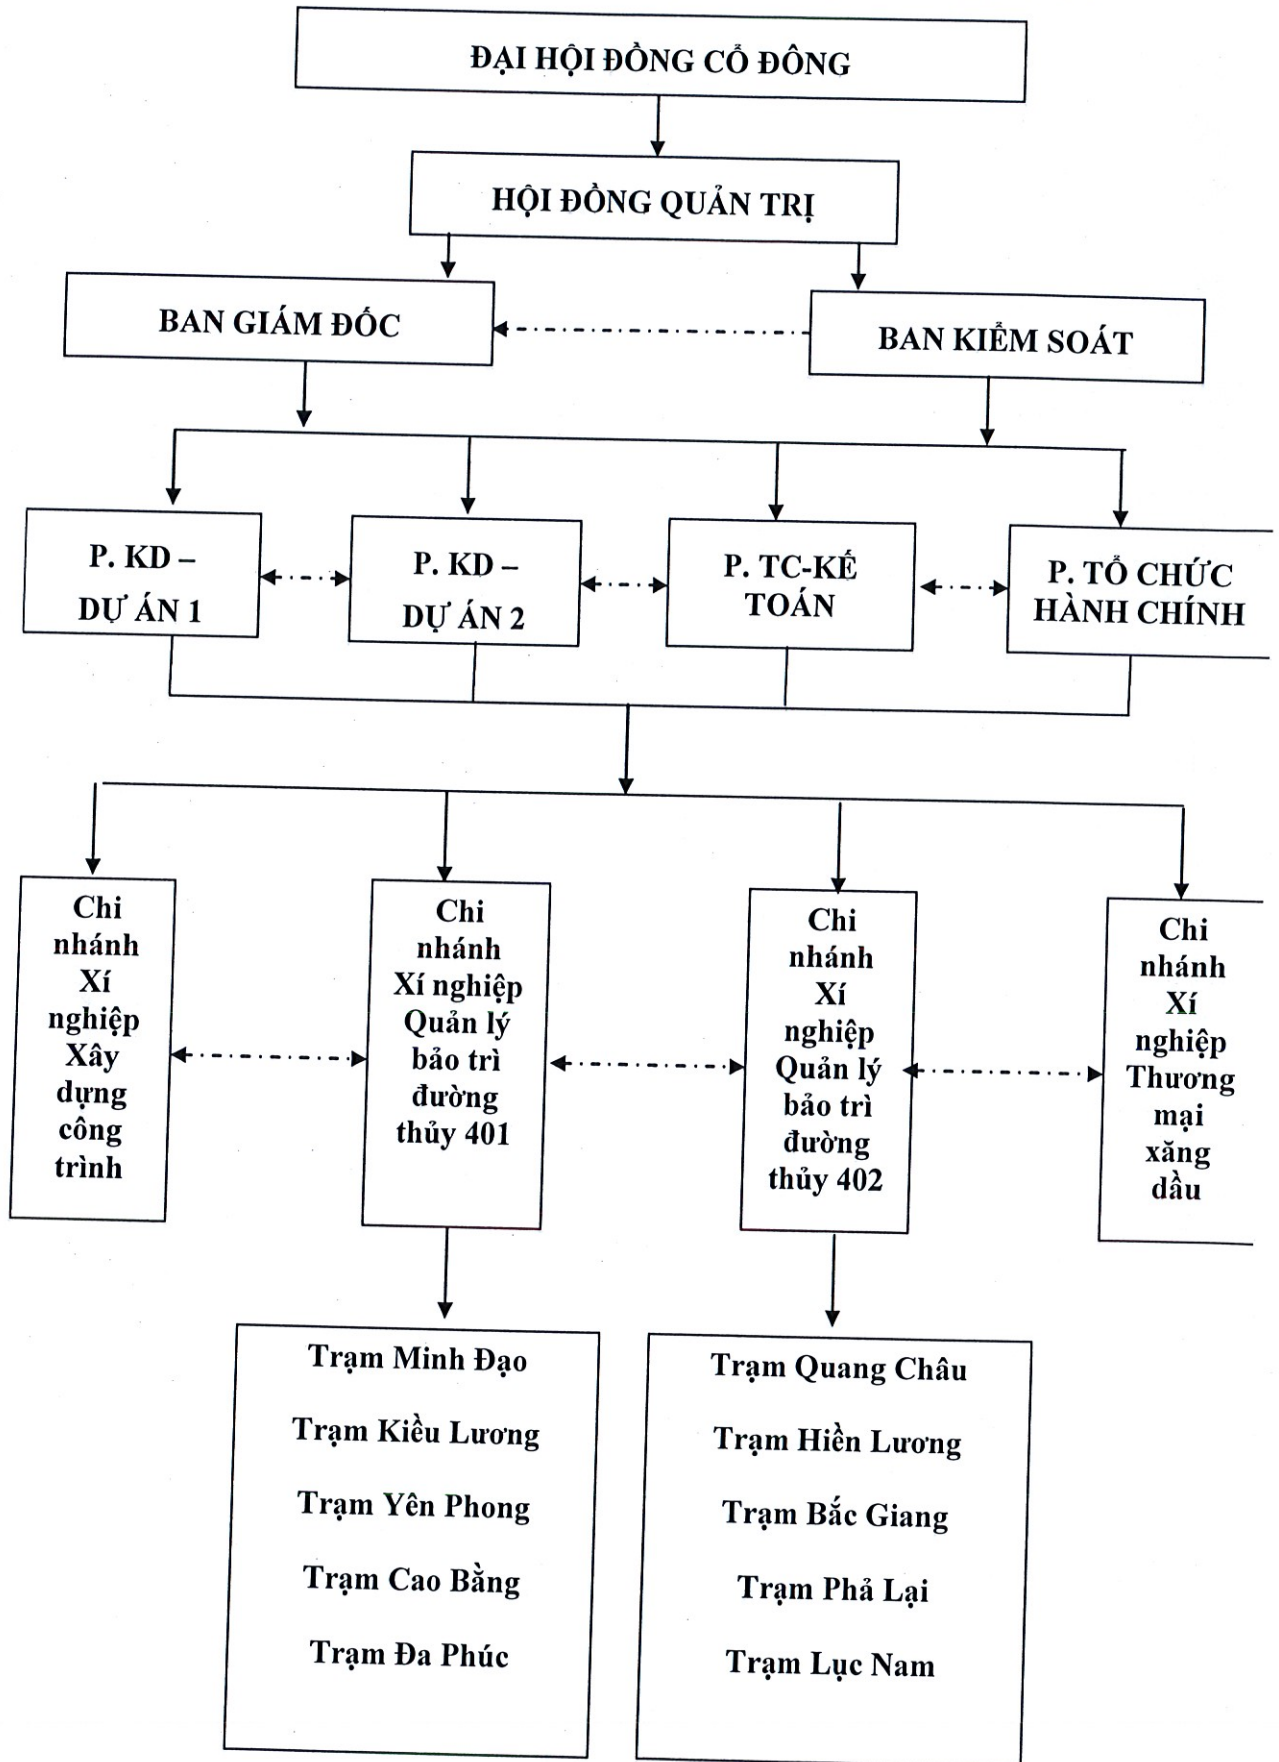 ĐẠI HỘI ĐỒNG CỔ ĐÔNG
HỘI ĐỒNG QUẢN TRỊ
BAN GIÁM ĐỐC
BAN KIỂM SOÁT
P. KD –
DỰ ÁN 1
P. KD –
DỰ ÁN 2
P. TC-KẾ
TOÁN
P. TỔ CHỨC
HÀNH CHÍNH
Chi
nhánh
Xí
nghiệp
Xây
dựng
công
trình
Chi
nhánh
Xí nghiệp
Quản lý
bảo trì
đường
thủy 401
Chi
nhánh
Xí
nghiệp
Quản lý
bảo trì
đường
thủy 402
Chi
nhánh
Xí
nghiệp
Thương
mại
xăng
dầu
Trạm Minh Đạo
Trạm Kiều Lương
Trạm Yên Phong
Trạm Cao Bằng
Trạm Đa Phúc
Trạm Quang Châu
Trạm Hiền Lương
Trạm Bắc Giang
Trạm Phả Lại
Trạm Lục Nam